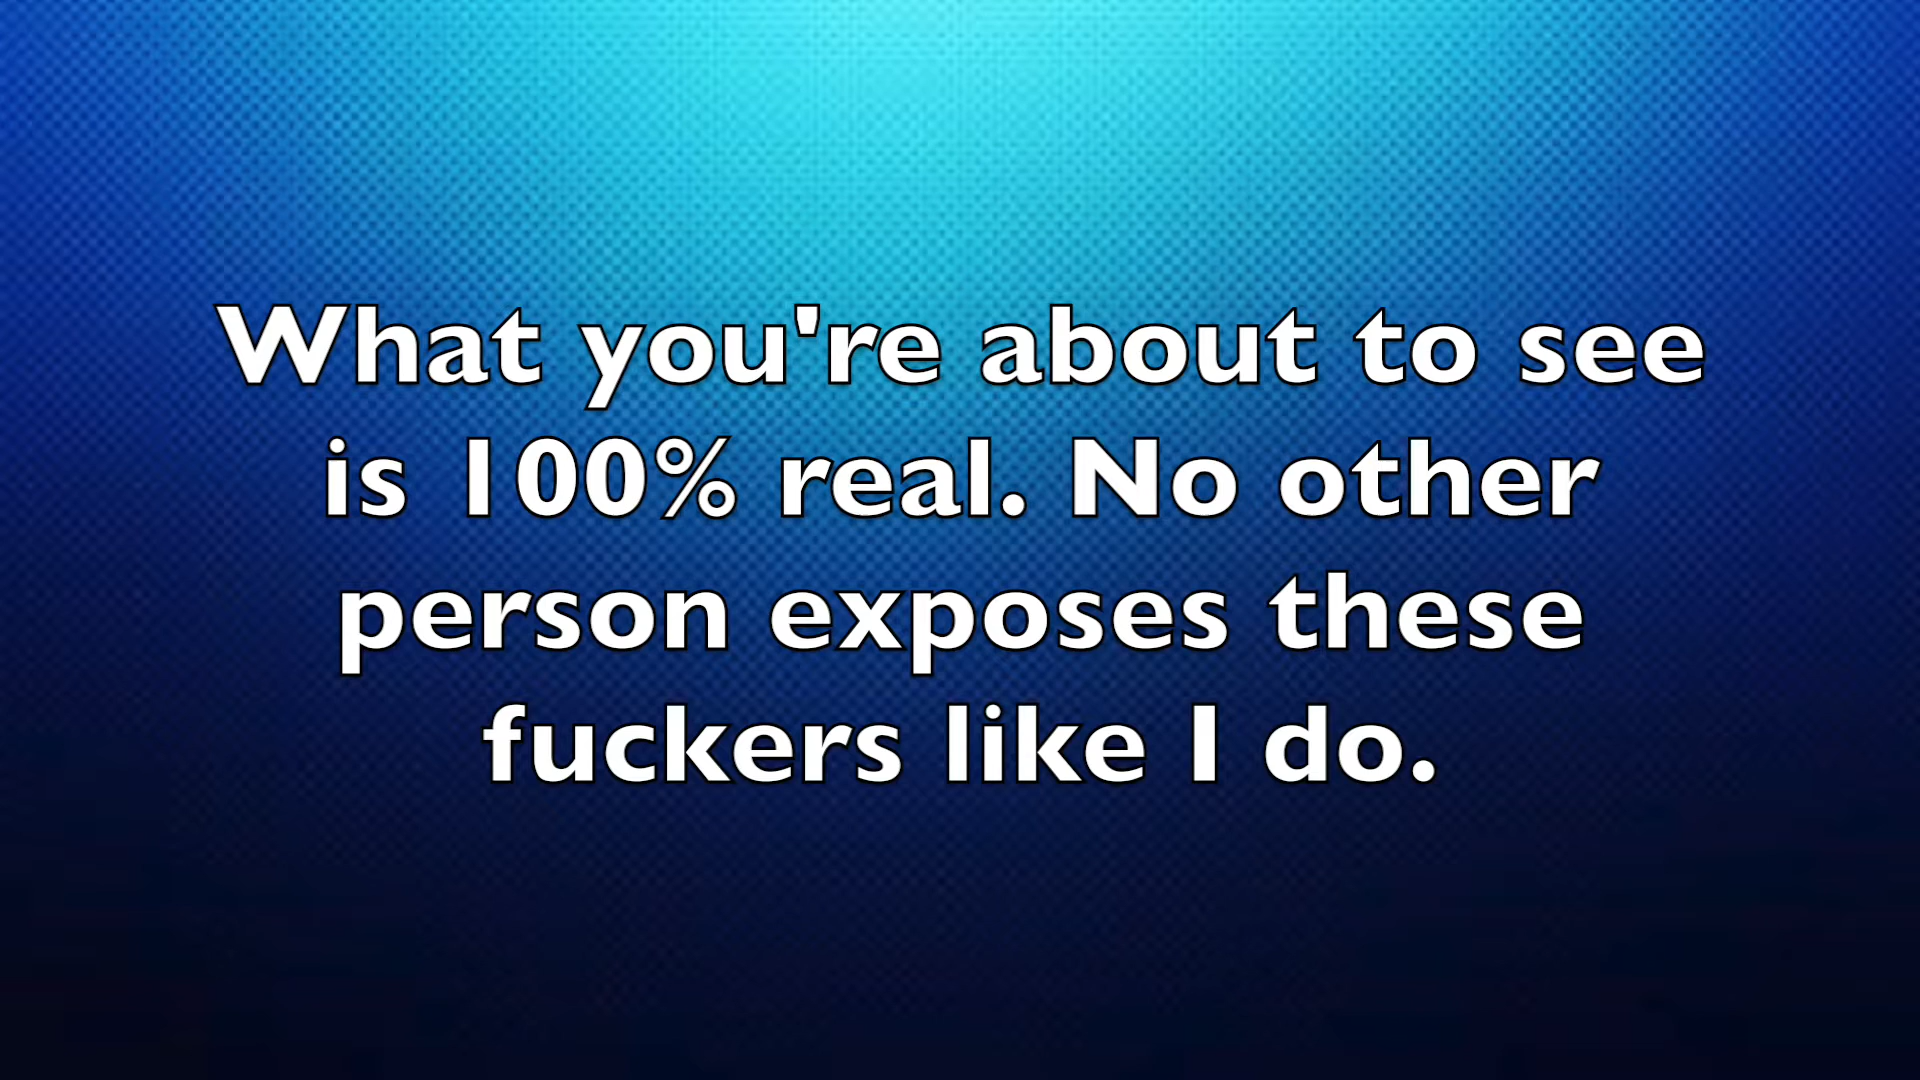 What you're about to see
is 100% real. No other
person exposes these
fuckers like I do.